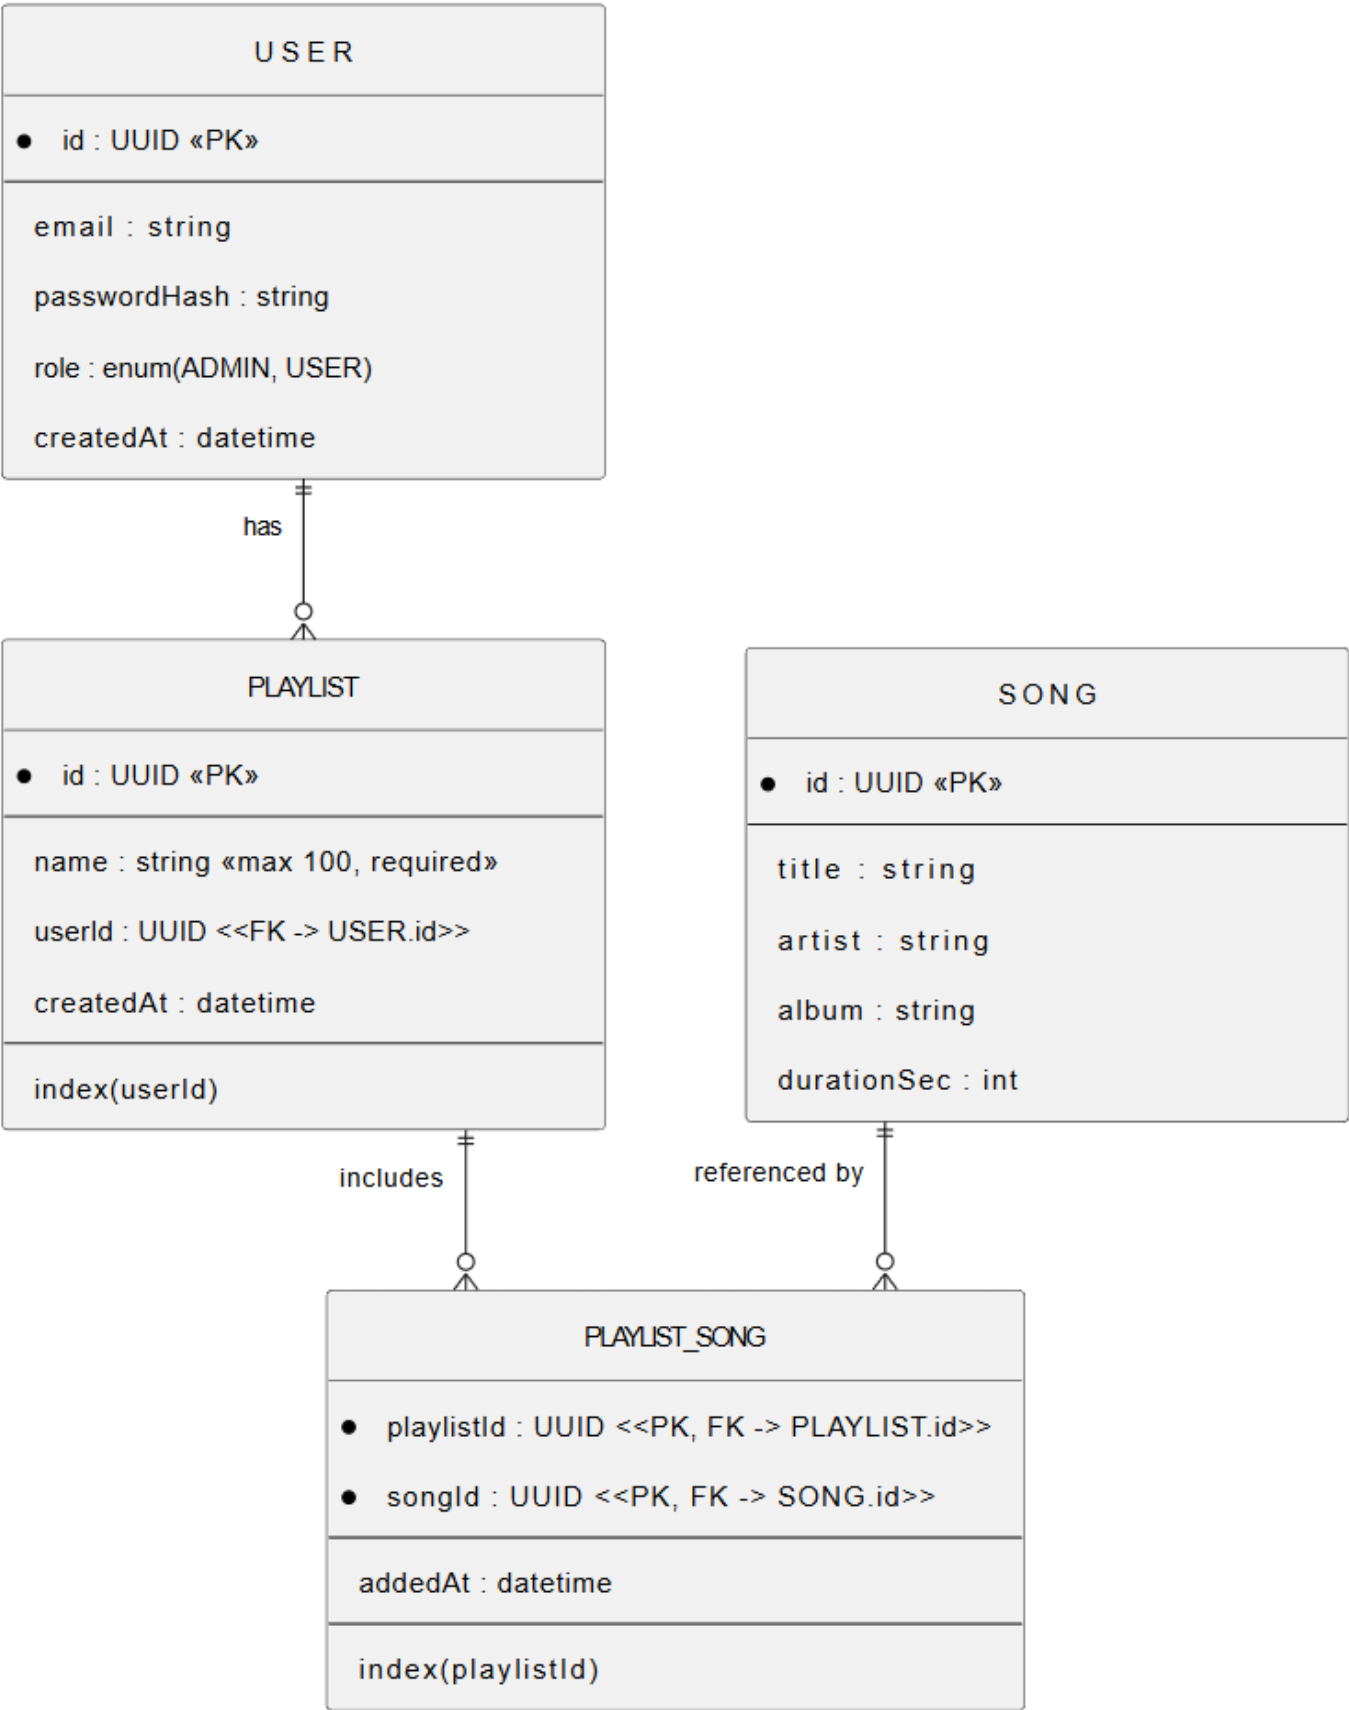 USER
id : UUID «PK»
email : string
passwordHash : string
role : enum(ADMIN, USER)
createdAt : datetime
has
PLAYLIST
id : UUID «PK»
name : string «max 100, required»
userId : UUID <<FK -> USER.id>>
createdAt : datetime
index(userId)
SONG
id : UUID «PK»
title : string
artist : string
album : string
durationSec : int
includes
referenced by
PLAYLIST_SONG
playlistId : UUID <<PK, FK -> PLAYLIST.id>>
songId : UUID <<PK, FK -> SONG.id>>
addedAt : datetime
index(playlistId)